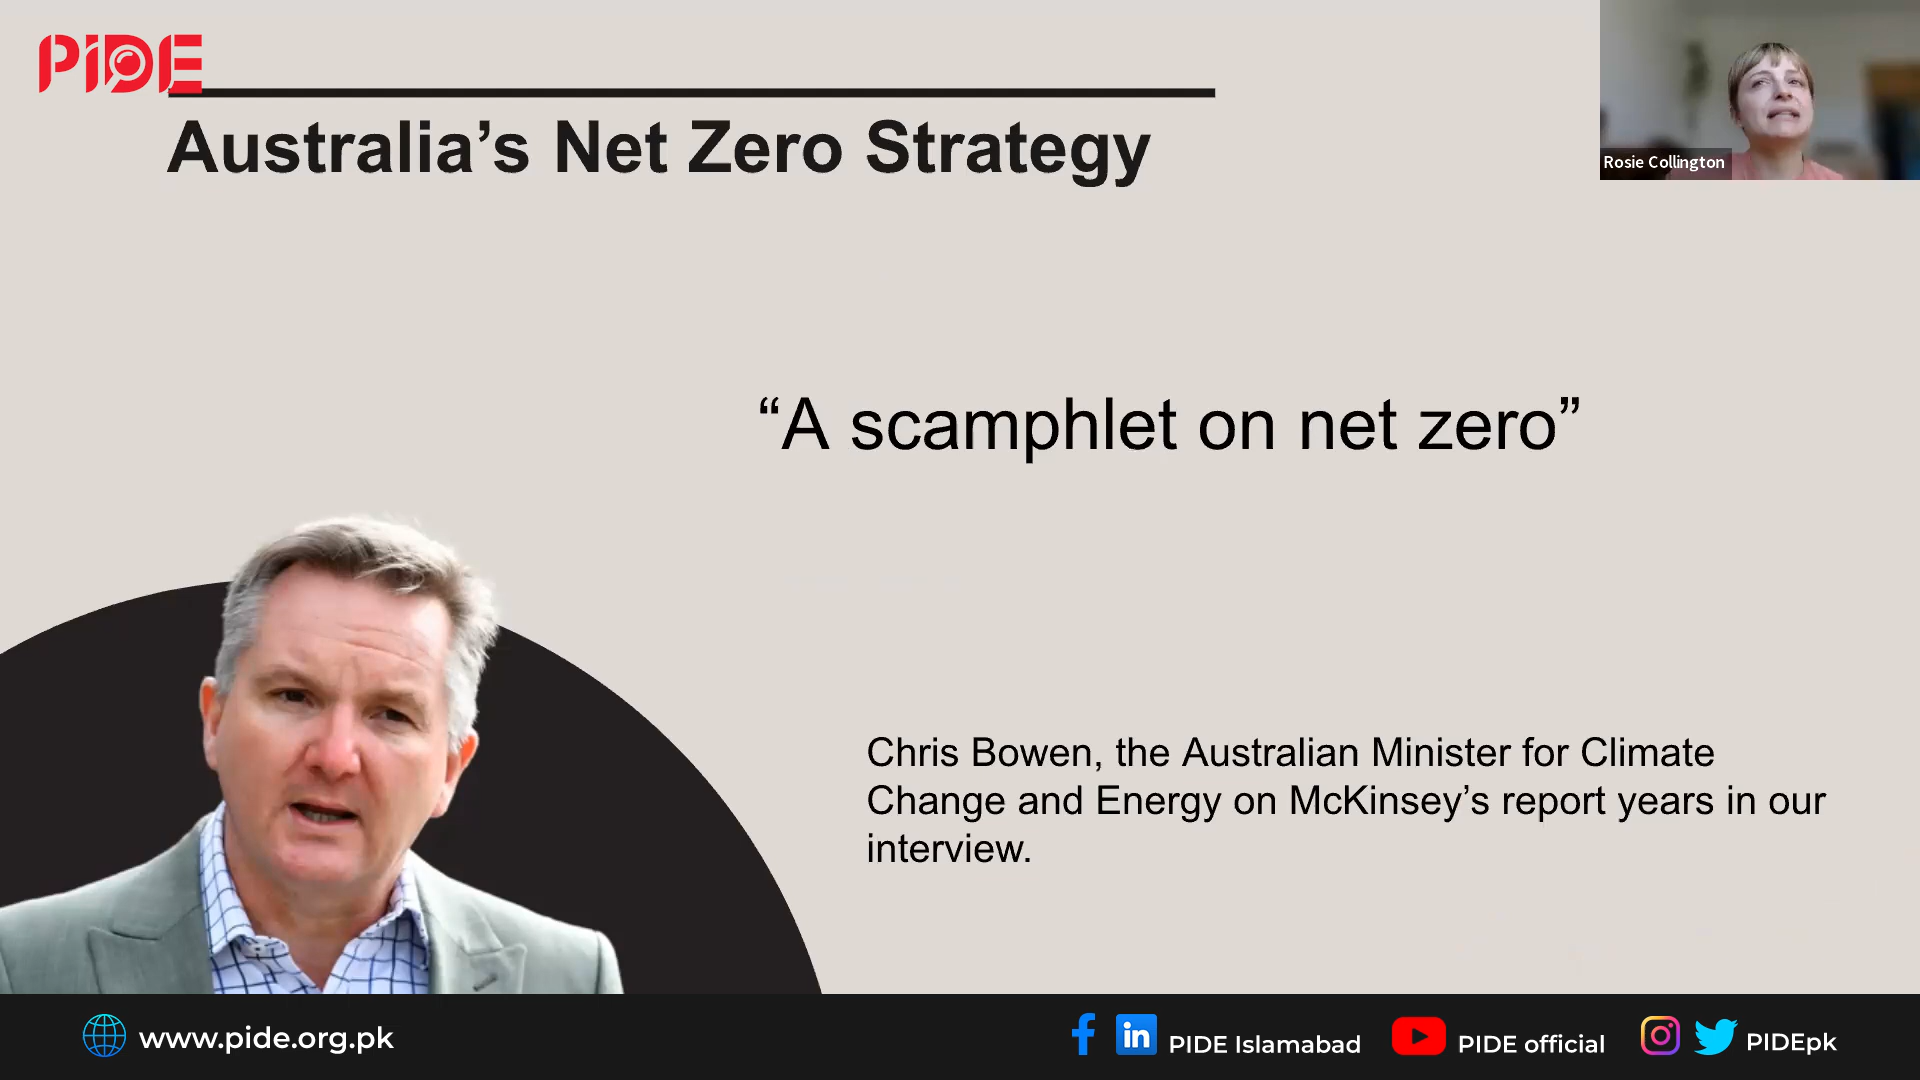 PIDE
Australia’s Net Zero Strategy
Rosie Collington
“A scamphlet on net zero”
Chris Bowen, the Australian Minister for Climate
Change and Energy on McKinsey’s report years in our
interview.
www.pide.org.pk
in
PIDE Islamabad
PIDE official
PIDEpk